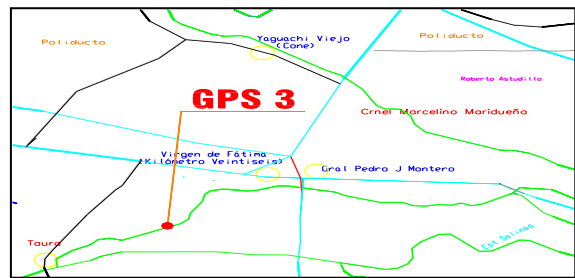 Yaguachi Viejo
(Cone)
Poliducto
Poliducto
Roberto Astudillo
GPS 3
Crnel Marcelino Maridueña
Virgen de Fátima
(Kilómetro Veintiseis)
Gral Pedro J Montero
Est Salinas
Taura